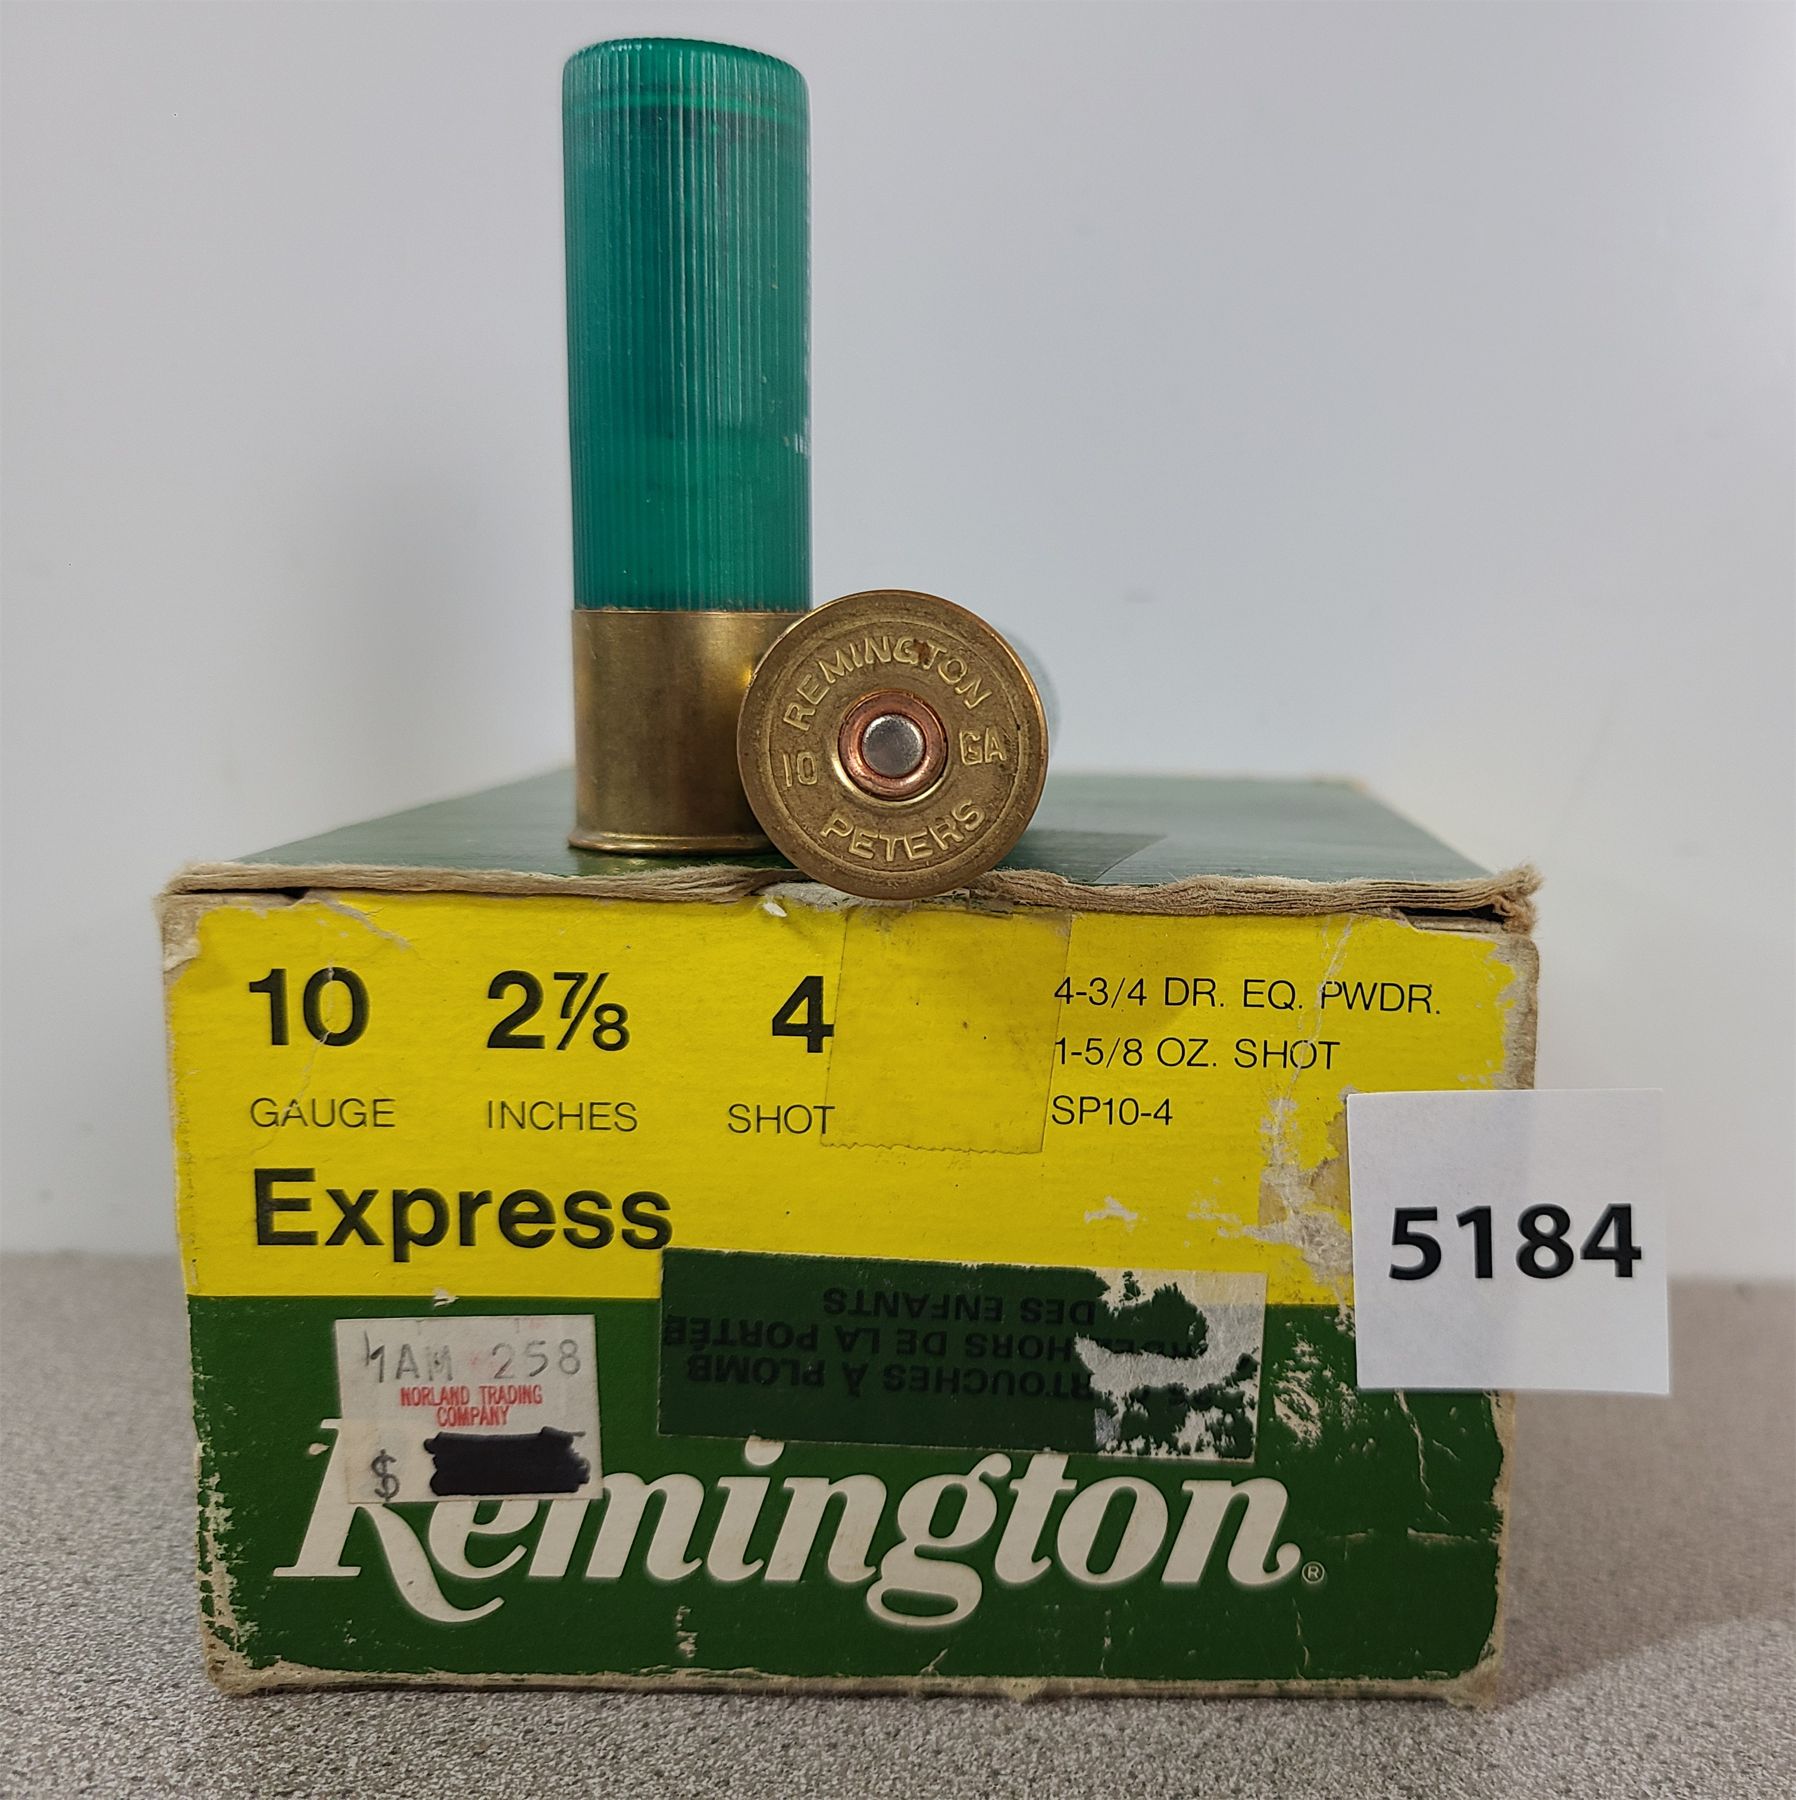 REMINGTON
10 GA
PETERS
10 2⅞ 4
GAUGE INCHES SHOT
4-3/4 DR. EQ. PWDR.
1-5/8 OZ. SHOT
SP10-4
Express
5184
À PLOMB
HORS DE LA PORTÉE
DES ENFANTS
1AM 258
NORLAND TRADING
COMPANY
$
Remington®